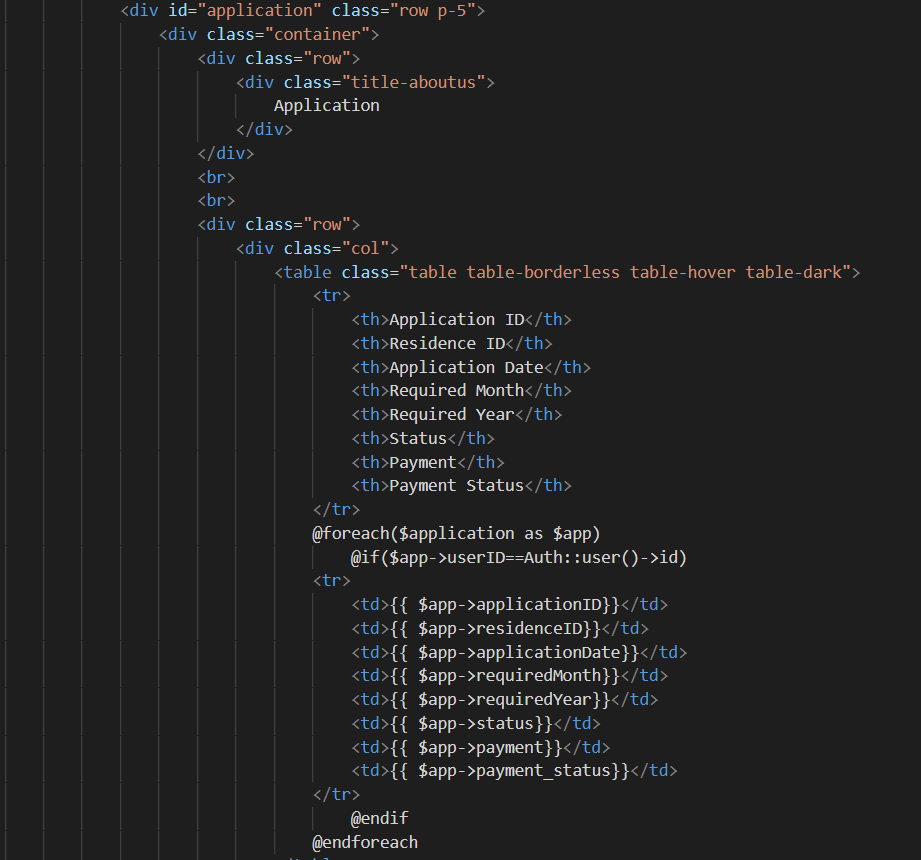 <div id="application" class="row p-5">
<div class="container">
<div class="row">
<div class="title-aboutus">
Application
</div>
</div>
<br>
<br>
<div class="row">
<div class="col">
<table class="table table-borderless table-hover table-dark">
<tr>
<th>Application ID</th>
<th>Residence ID</th>
<th>Application Date</th>
<th>Required Month</th>
<th>Required Year</th>
<th>Status</th>
<th>Payment</th>
<th>Payment Status</th>
</tr>
@foreach($application as $app)
@if($app->userID==Auth::user()->id)
<tr>
<td>{{ $app->applicationID}}</td>
<td>{{ $app->residenceID}}</td>
<td>{{ $app->applicationDate}}</td>
<td>{{ $app->requiredMonth}}</td>
<td>{{ $app->requiredYear}}</td>
<td>{{ $app->status}}</td>
<td>{{ $app->payment}}</td>
<td>{{ $app->payment_status}}</td>
</tr>
@endif
@endforeach